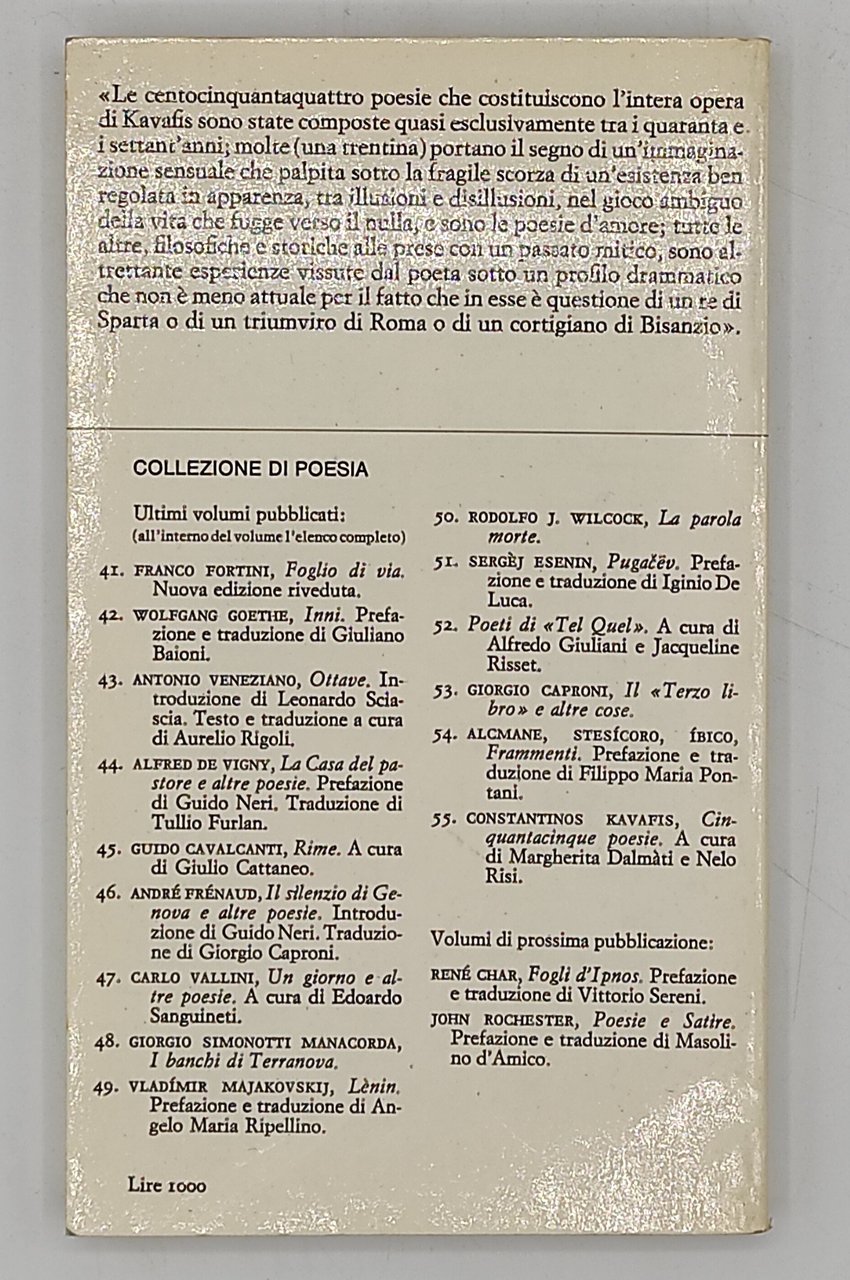 «Le centocinquantaquattro poesie che costituiscono l'intera opera
di Kavafis sono state composte quasi esclusivamente tra i quaranta e
i settant'anni; molte (una trentina) portano il segno di un'immagina-
zione sensuale che palpita sotto la fragile scorza di un'esistenza ben
regolata in apparenza, tra illusioni e disillusioni, nel gioco ambiguo
della vita che fugge verso il nulla, e sono le poesie d'amore; tutte le
altre, filosofiche e storiche alle prese con un passato mitico, sono al-
trettante esperienze vissute dal poeta sotto un profilo drammatico
che non è meno attuale per il fatto che in esse è questione di un re di
Sparta o di un triumviro di Roma o di un cortigiano di Bisanzio».
COLLEZIONE DI POESIA
Ultimi volumi pubblicati:
(all'interno del volume l'elenco completo)
41. FRANCO FORTINI, Foglio di via.
Nuova edizione riveduta.
42. WOLFGANG GOETHE, Inni. Prefa-
zione e traduzione di Giuliano
Baioni.
43. ANTONIO VENEZIANO, Ottave. In-
troduzione di Leonardo Scia-
scia. Testo e traduzione a cura
di Aurelio Rigoli.
44. ALFRED DE VIGNY, La Casa del pa-
store e altre poesie. Prefazione
di Guido Neri. Traduzione di
Tullio Furlan.
45. GUIDO CAVALCANTI, Rime. A cura
di Giulio Cattaneo.
46. ANDRÉ FRÉNAUD, Il silenzio di Ge-
nova e altre poesie. Introdu-
zione di Guido Neri. Traduzio-
ne di Giorgio Caproni.
47. CARLO VALLINI, Un giorno e al-
tre poesie. A cura di Edoardo
Sanguineti.
48. GIORGIO SIMONOTTI MANACORDA,
I banchi di Terranova.
49. VLADÍMIR MAJAKOVSKIJ, Lènin.
Prefazione e traduzione di An-
gelo Maria Ripellino.
Lire 1000
50. RODOLFO J. WILCOCK, La parola
morte.
51. SERGÈJ ESENIN, Pugačëv. Prefa-
zione e traduzione di Iginio De
Luca.
52. Poeti di «Tel Quel». A cura di
Alfredo Giuliani e Jacqueline
Risset.
53. GIORGIO CAPRONI, Il «Terzo li-
bro» e altre cose.
54. ALCMANE, STESÍCORO, ÍBICO,
Frammenti. Prefazione e tra-
duzione di Filippo Maria Pon-
tani.
55. CONSTANTINOS KAVAFIS, Cin-
quantacinque poesie. A cura
di Margherita Dalmàti e Nelo
Risi.
Volumi di prossima pubblicazione:
RENÉ CHAR, Fogli d'Ipnos. Prefazione
e traduzione di Vittorio Sereni.
JOHN ROCHESTER, Poesie e Satire.
Prefazione e traduzione di Masoli-
no d'Amico.